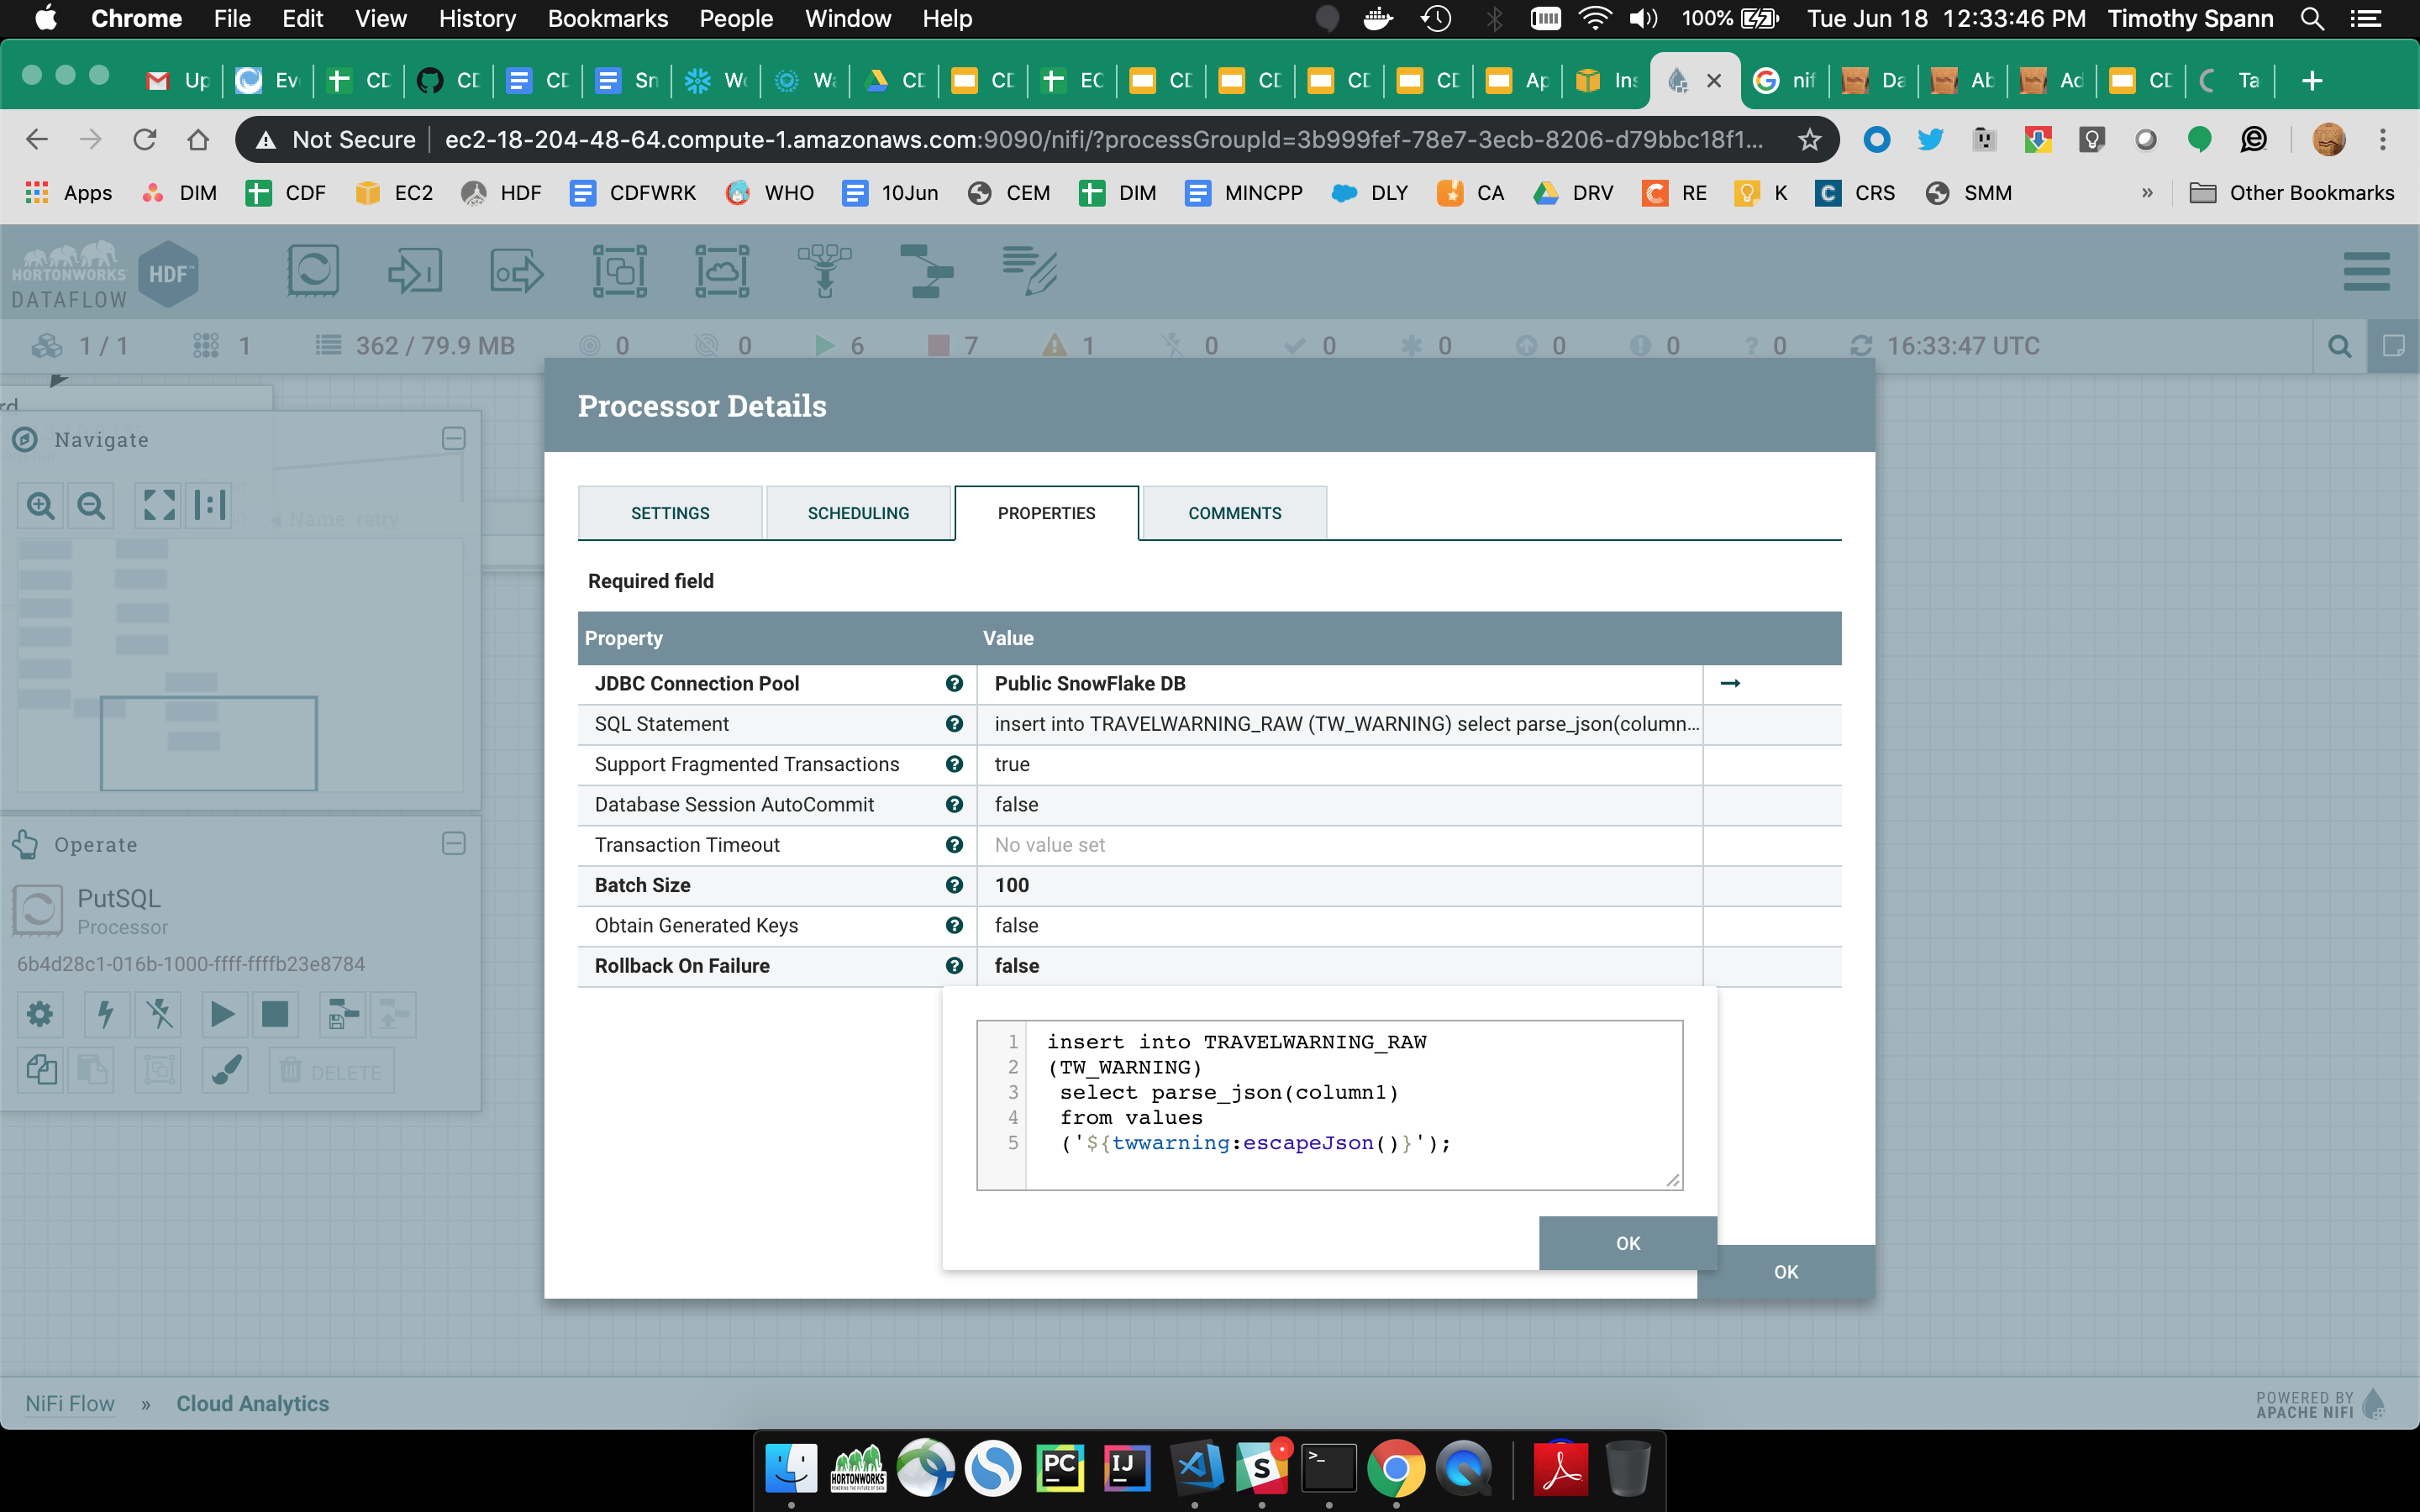 Chrome File Edit View History Bookmarks People Window Help 100% Tue Jun 18 12:33:46 PM Timothy Spann
Up Ev CD CD CD Sn Wo Wa CD CD EC CD CD CD CD Ap Ins nif Da Ab Ad CD Ta
Not Secure ec2-18-204-48-64.compute-1.amazonaws.com:9090/nifi/?processGroupId=3b999fef-78e7-3ecb-8206-d79bbc18f1...
Apps DIM CDF EC2 HDF CDFWRK WHO 10Jun CEM DIM MINCPP DLY CA DRV RE K CRS SMM » Other Bookmarks
HORTONWORKS
DATAFLOW
HDF
1 / 1 1 362 / 79.9 MB 0 0 6 7 1 0 0 0 0 0 0 16:33:47 UTC
rd
Navigate
Name retry
Operate
PutSQL
Processor
6b4d28c1-016b-1000-ffff-ffffb23e8784
DELETE
Processor Details
SETTINGS SCHEDULING PROPERTIES COMMENTS
Required field
Property Value
JDBC Connection Pool Public SnowFlake DB
SQL Statement insert into TRAVELWARNING_RAW (TW_WARNING) select parse_json(column...
Support Fragmented Transactions true
Database Session AutoCommit false
Transaction Timeout No value set
Batch Size 100
Obtain Generated Keys false
Rollback On Failure false
1 insert into TRAVELWARNING_RAW
2 (TW_WARNING)
3 select parse_json(column1)
4 from values
5 ('${twwarning:escapeJson()}');
OK
OK
NiFi Flow » Cloud Analytics
POWERED BY
APACHE NIFI
HORTONWORKS
PC
IJ
S